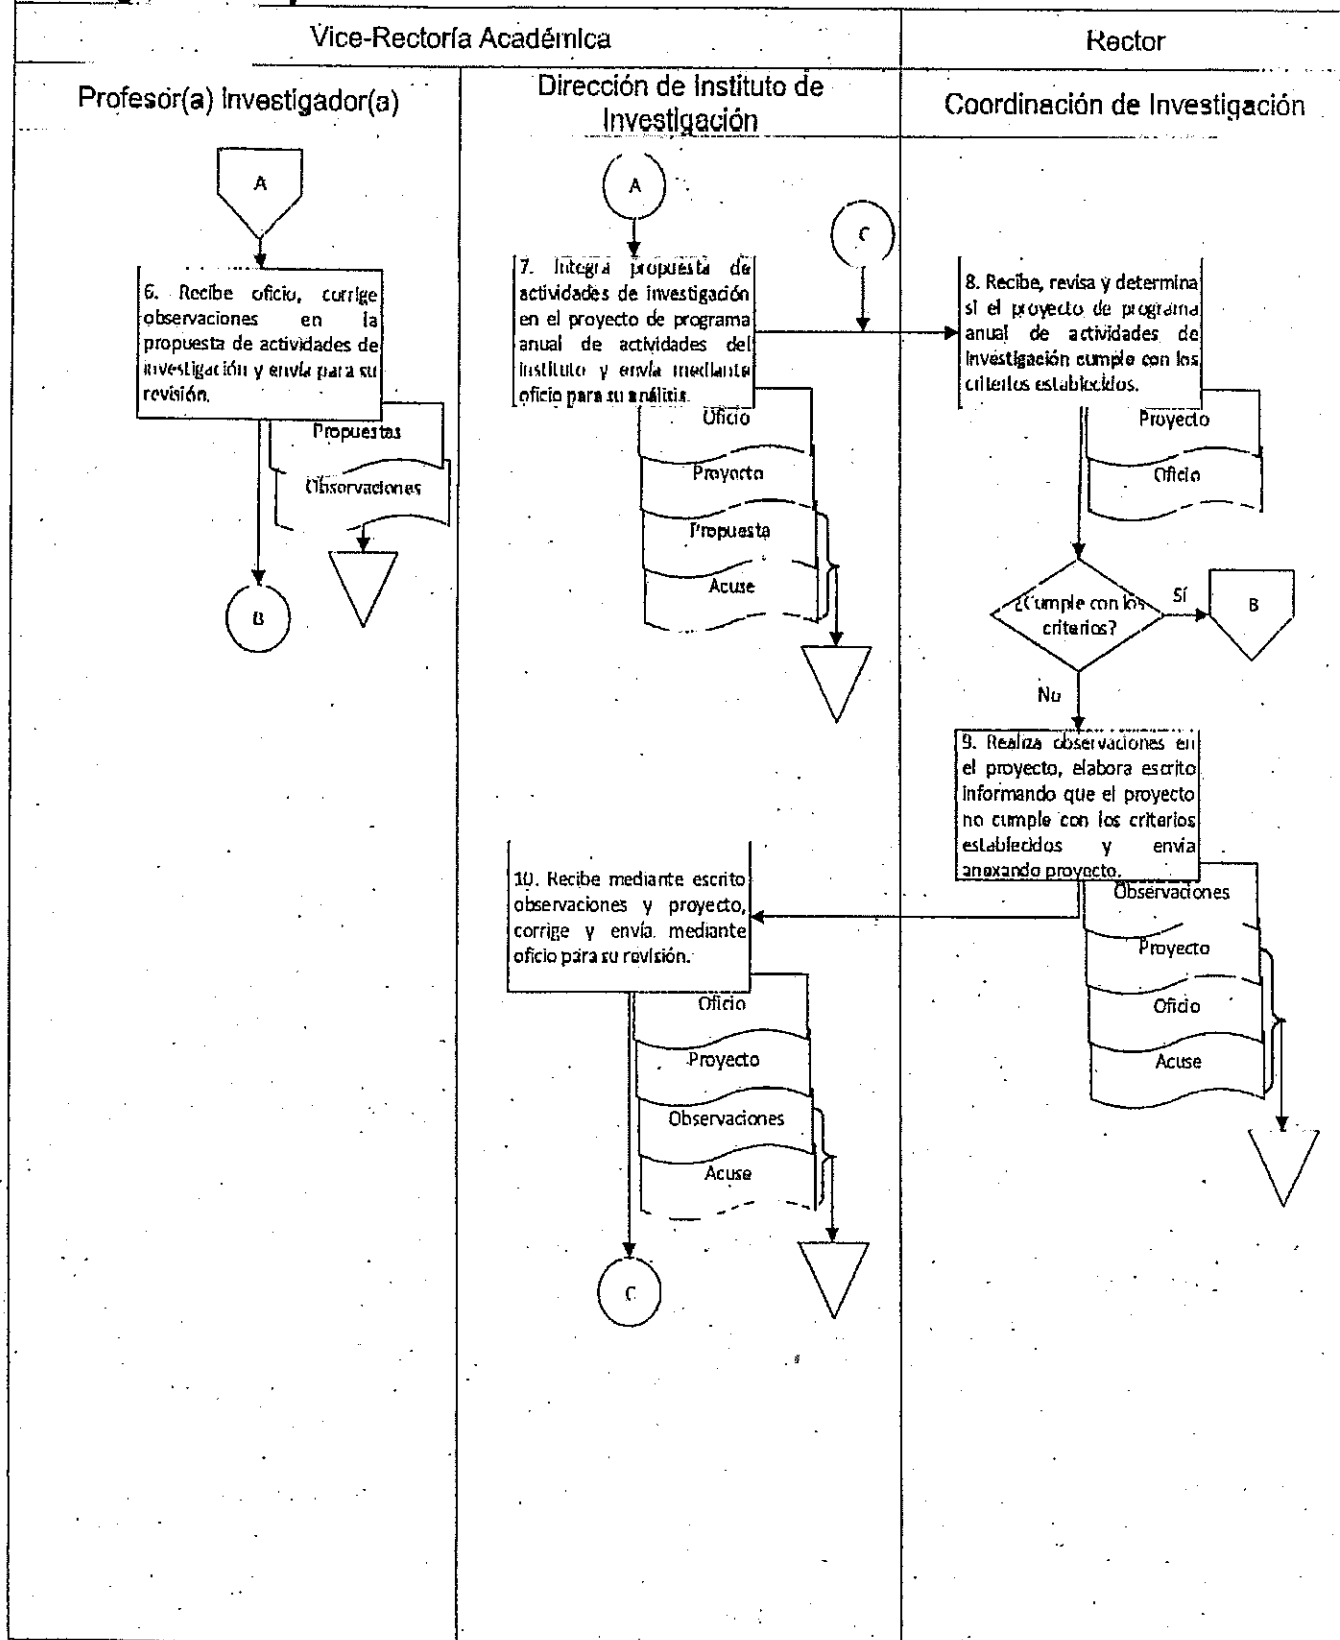 Vice-Rectoría Académica
Rector
Profesor(a) Investigador(a)
Dirección de Instituto de
Investigación
Coordinación de Investigación
A
6. Recibe oficio, corrige
observaciones en la
propuesta de actividades de
investigación y envía para su
revisión.
Propuestas
Observaciones
B
A
C
7. Integra propuesta de
actividades de investigación
en el proyecto de programa
anual de actividades del
instituto y envía mediante
oficio para su análisis.
Oficio
Proyecto
Propuesta
Acuse
8. Recibe, revisa y determina
si el proyecto de programa
anual de actividades de
investigación cumple con los
criterios establecidos.
Proyecto
Oficio
¿Cumple con los
criterios?
Sí
B
No
9. Realiza observaciones en
el proyecto, elabora escrito
informando que el proyecto
no cumple con los criterios
establecidos y envia
anexando proyecto.
Observaciones
Proyecto
Oficio
Acuse
10. Recibe mediante escrito
observaciones y proyecto,
corrige y envía mediante
oficio para su revisión.
Oficio
Proyecto
Observaciones
Acuse
C